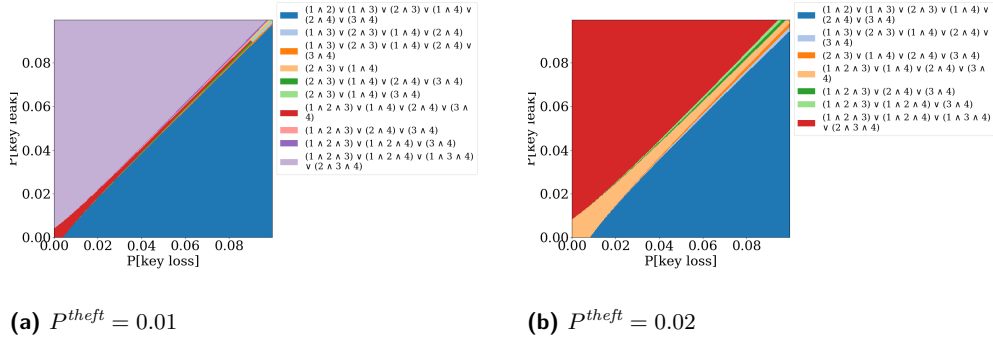 0.08
0.06
0.04
0.02
0.00
P[key leak]
0.00 0.02 0.04 0.06 0.08
P[key loss]
(1 ∧ 2) ∨ (1 ∧ 3) ∨ (2 ∧ 3) ∨ (1 ∧ 4) ∨
(2 ∧ 4) ∨ (3 ∧ 4)
(1 ∧ 3) ∨ (2 ∧ 3) ∨ (1 ∧ 4) ∨ (2 ∧ 4)
(1 ∧ 3) ∨ (2 ∧ 3) ∨ (1 ∧ 4) ∨ (2 ∧ 4) ∨
(3 ∧ 4)
(2 ∧ 3) ∨ (1 ∧ 4)
(2 ∧ 3) ∨ (1 ∧ 4) ∨ (2 ∧ 4) ∨ (3 ∧ 4)
(2 ∧ 3) ∨ (1 ∧ 4) ∨ (3 ∧ 4)
(1 ∧ 2 ∧ 3) ∨ (1 ∧ 4) ∨ (2 ∧ 4) ∨ (3 ∧
4)
(1 ∧ 2 ∧ 3) ∨ (2 ∧ 4) ∨ (3 ∧ 4)
(1 ∧ 2 ∧ 3) ∨ (1 ∧ 2 ∧ 4) ∨ (3 ∧ 4)
(1 ∧ 2 ∧ 3) ∨ (1 ∧ 2 ∧ 4) ∨ (1 ∧ 3 ∧ 4)
∨ (2 ∧ 3 ∧ 4)
(a) P^theft = 0.01
0.08
0.06
0.04
0.02
0.00
P[key leak]
0.00 0.02 0.04 0.06 0.08
P[key loss]
(1 ∧ 2) ∨ (1 ∧ 3) ∨ (2 ∧ 3) ∨ (1 ∧ 4) ∨
(2 ∧ 4) ∨ (3 ∧ 4)
(1 ∧ 3) ∨ (2 ∧ 3) ∨ (1 ∧ 4) ∨ (2 ∧ 4) ∨
(3 ∧ 4)
(2 ∧ 3) ∨ (1 ∧ 4) ∨ (2 ∧ 4) ∨ (3 ∧ 4)
(1 ∧ 2 ∧ 3) ∨ (1 ∧ 4) ∨ (2 ∧ 4) ∨ (3 ∧
4)
(1 ∧ 2 ∧ 3) ∨ (2 ∧ 4) ∨ (3 ∧ 4)
(1 ∧ 2 ∧ 3) ∨ (1 ∧ 2 ∧ 4) ∨ (3 ∧ 4)
(1 ∧ 2 ∧ 3) ∨ (1 ∧ 2 ∧ 4) ∨ (1 ∧ 3 ∧ 4)
∨ (2 ∧ 3 ∧ 4)
(b) P^theft = 0.02